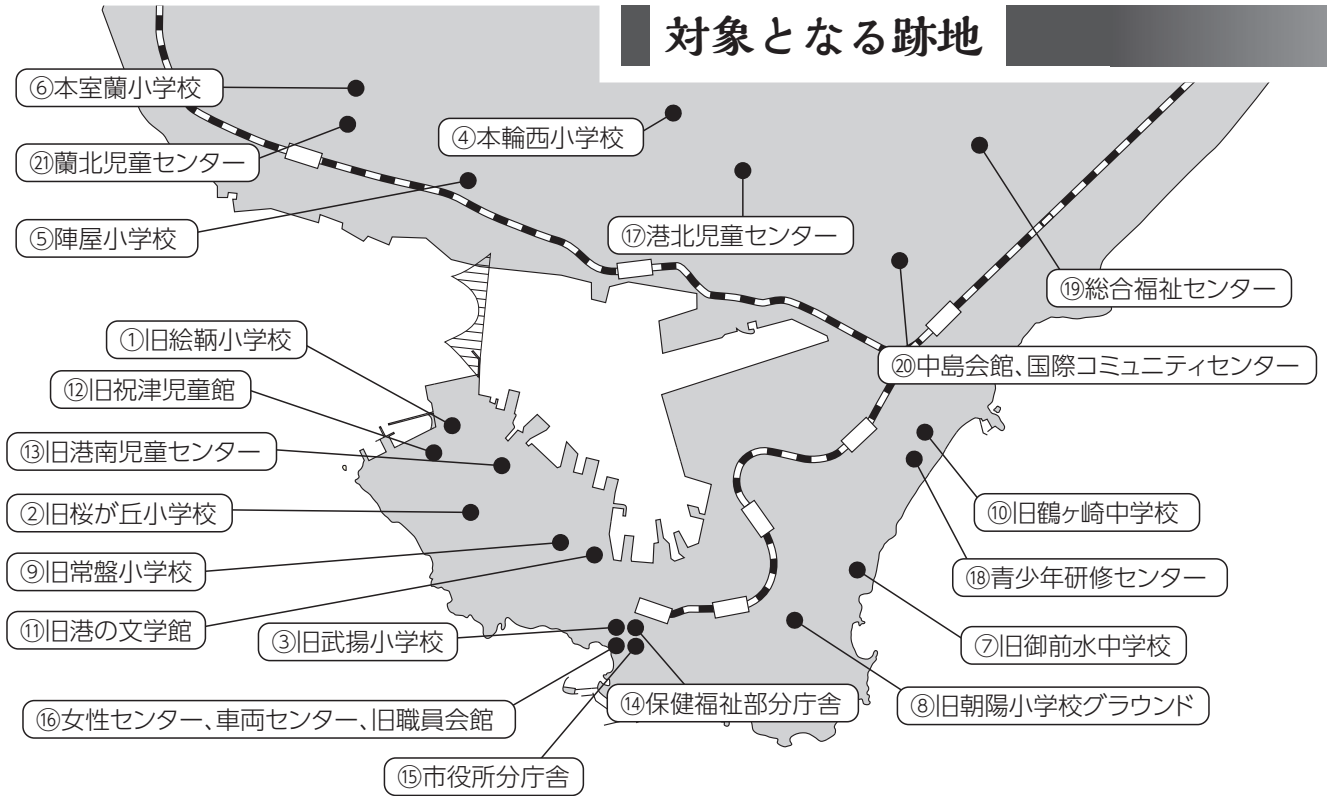 対象となる跡地
⑥本室蘭小学校
④本輪西小学校
㉑蘭北児童センター
⑤陣屋小学校
⑰港北児童センター
⑲総合福祉センター
①旧絵鞆小学校
⑳中島会館、国際コミュニティセンター
⑫旧祝津児童館
⑬旧港南児童センター
②旧桜が丘小学校
⑩旧鶴ヶ崎中学校
⑨旧常盤小学校
⑱青少年研修センター
⑪旧港の文学館
③旧武揚小学校
⑦旧御前水中学校
⑭保健福祉部分庁舎
⑧旧朝陽小学校グラウンド
⑯女性センター、車両センター、旧職員会館
⑮市役所分庁舎